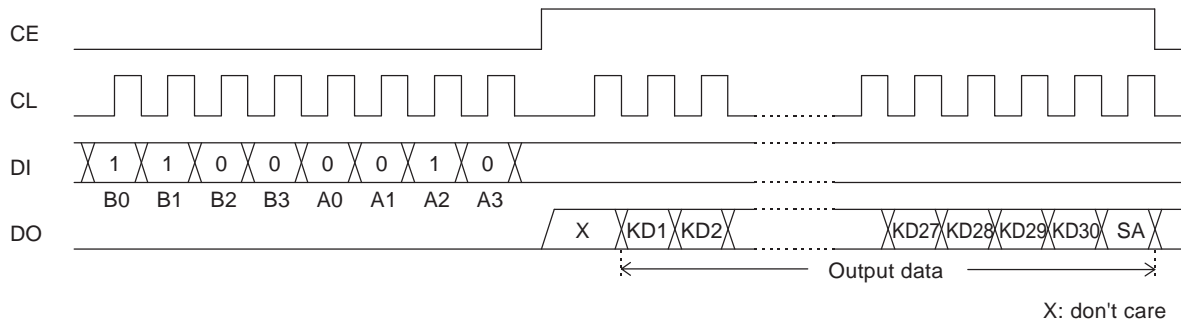 CE
CL
DI 1 1 0 0 0 0 1 0
B0 B1 B2 B3 A0 A1 A2 A3
DO X KD1 KD2 KD27 KD28 KD29 KD30 SA
Output data
X: don't care